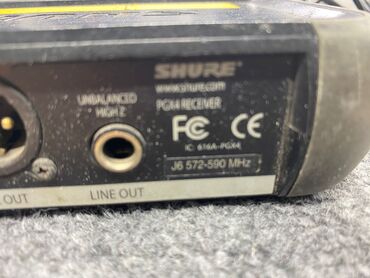 SHURE
www.shure.com
UNBALANCED
HIGH Z
PGX4 RECEIVER
FC CE
IC: 616A-PGX4
J6 572-590 MHz
OUT
LINE OUT